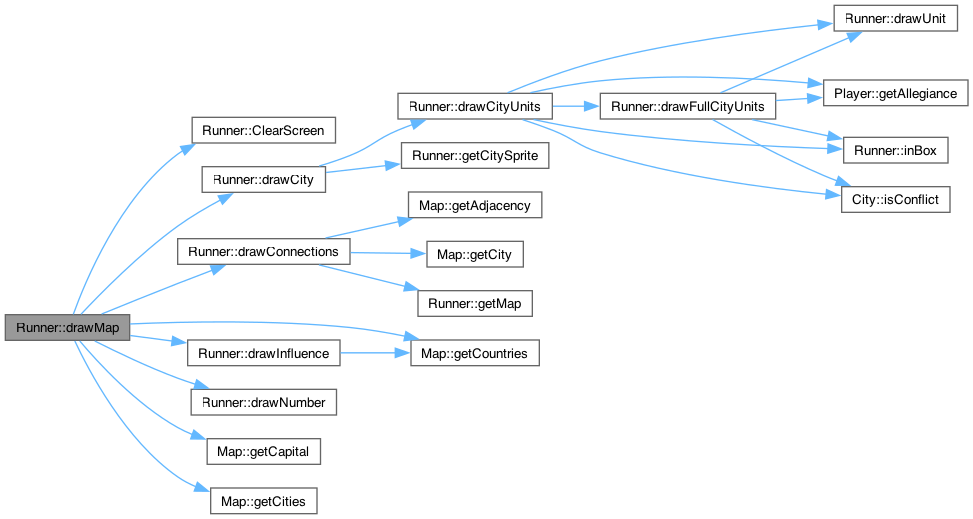 Runner::drawMap
Runner::ClearScreen
Runner::drawCity
Runner::drawConnections
Runner::drawInfluence
Runner::drawNumber
Map::getCapital
Map::getCities
Runner::drawCityUnits
Runner::getCitySprite
Map::getAdjacency
Map::getCity
Runner::getMap
Map::getCountries
Runner::drawFullCityUnits
Runner::drawUnit
Player::getAllegiance
Runner::inBox
City::isConflict